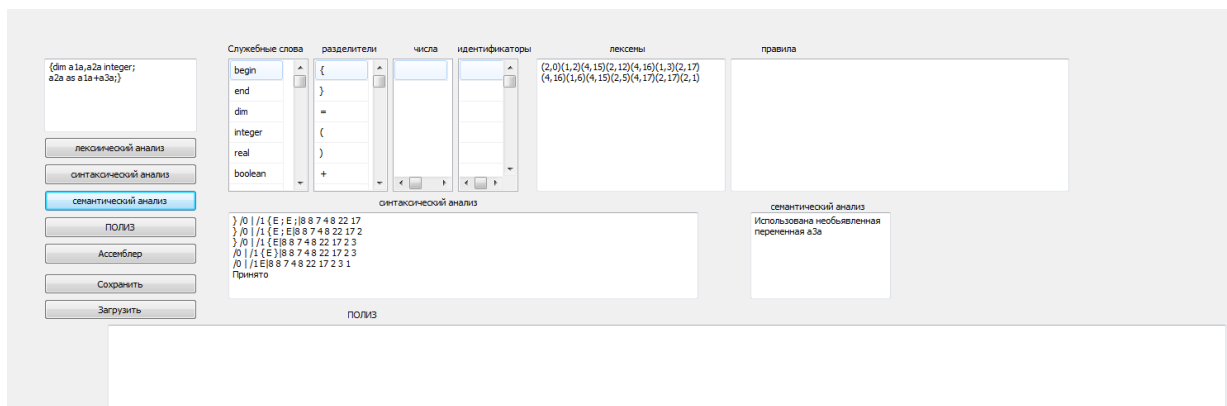 Служебные слова разделители числа идентификаторы лексемы правила
{dim a1a,a2a integer;
a2a as a1a+a3a;}
begin
end
dim
integer
real
boolean
{
}
=
(
)
+
(2,0)(1,2)(4,15)(2,12)(4,16)(1,3)(2,17)
(4,16)(1,6)(4,15)(2,5)(4,17)(2,17)(2,1)
лексиический анализ
синтаксический анализ
семантический анализ
ПОЛИЗ
Ассемблер
Сохранить
Загрузить
синтаксический анализ
} /0 | /1 { E ; E ;|8 8 7 4 8 22 17
} /0 | /1 { E ; E|8 8 7 4 8 22 17 2
} /0 | /1 { E|8 8 7 4 8 22 17 2 3
/0 | /1 { E }|8 8 7 4 8 22 17 2 3
/0 | /1 E|8 8 7 4 8 22 17 2 3 1
Принято
семантический анализ
Использована необьявленная
переменная a3a
ПОЛИЗ